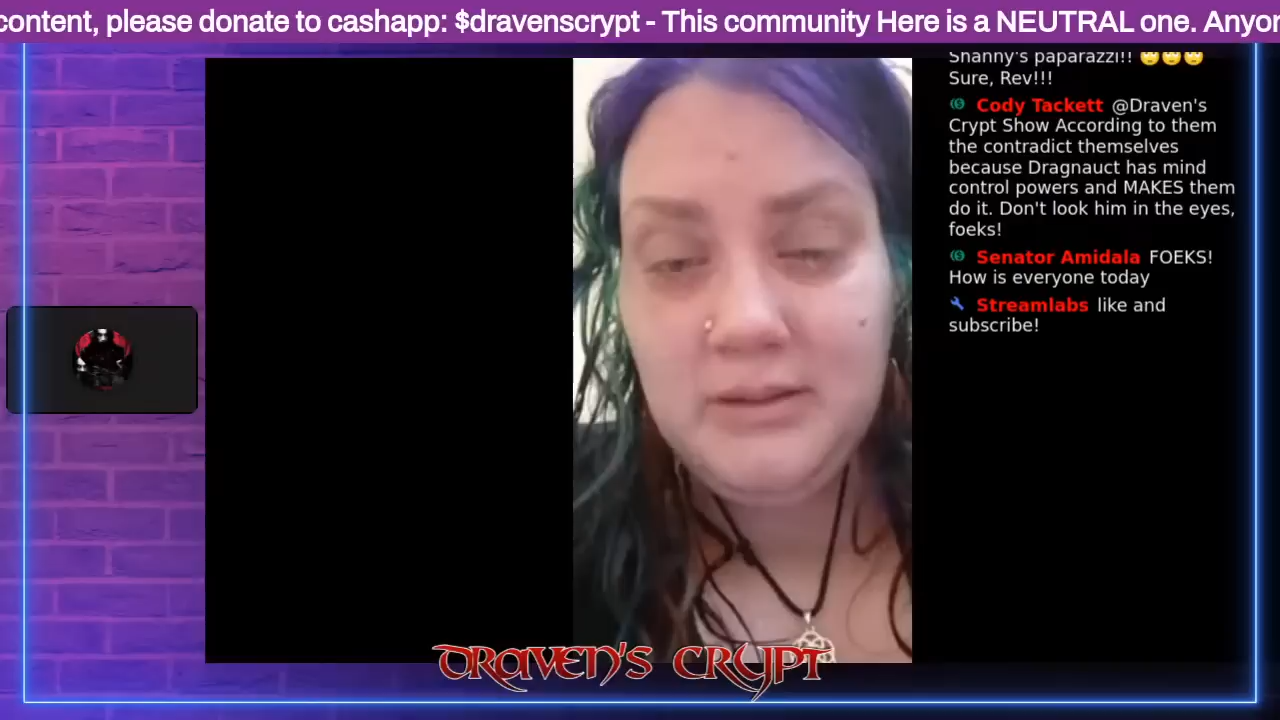 content, please donate to cashapp: $dravenscrypt - This community Here is a NEUTRAL one. Anyon
Shanny's paparazzi!! 🙄🙄🙄
Sure, Rev!!!
Cody Tackett @Draven's
Crypt Show According to them
the contradict themselves
because Dragnauct has mind
control powers and MAKES them
do it. Don't look him in the eyes,
foeks!
Senator Amidala FOEKS!
How is everyone today
Streamlabs like and
subscribe!
DRAVEN'S CRYPT